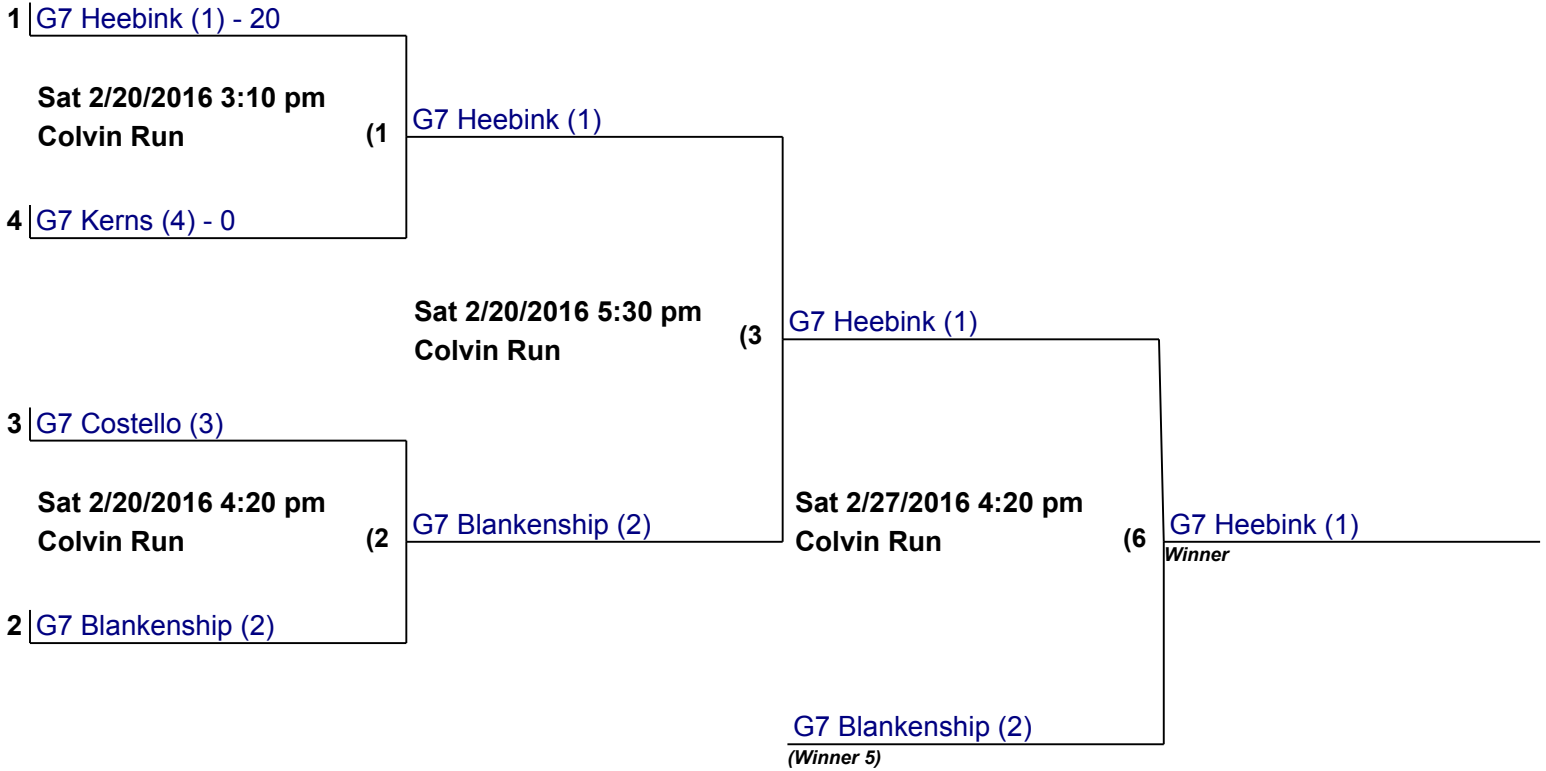 1 G7 Heebink (1) - 20
Sat 2/20/2016 3:10 pm
Colvin Run (1
G7 Heebink (1)
4 G7 Kerns (4) - 0
Sat 2/20/2016 5:30 pm
Colvin Run (3
G7 Heebink (1)
3 G7 Costello (3)
Sat 2/20/2016 4:20 pm
Colvin Run (2
G7 Blankenship (2)
Sat 2/27/2016 4:20 pm
Colvin Run (6
G7 Heebink (1)
Winner
2 G7 Blankenship (2)
G7 Blankenship (2)
(Winner 5)